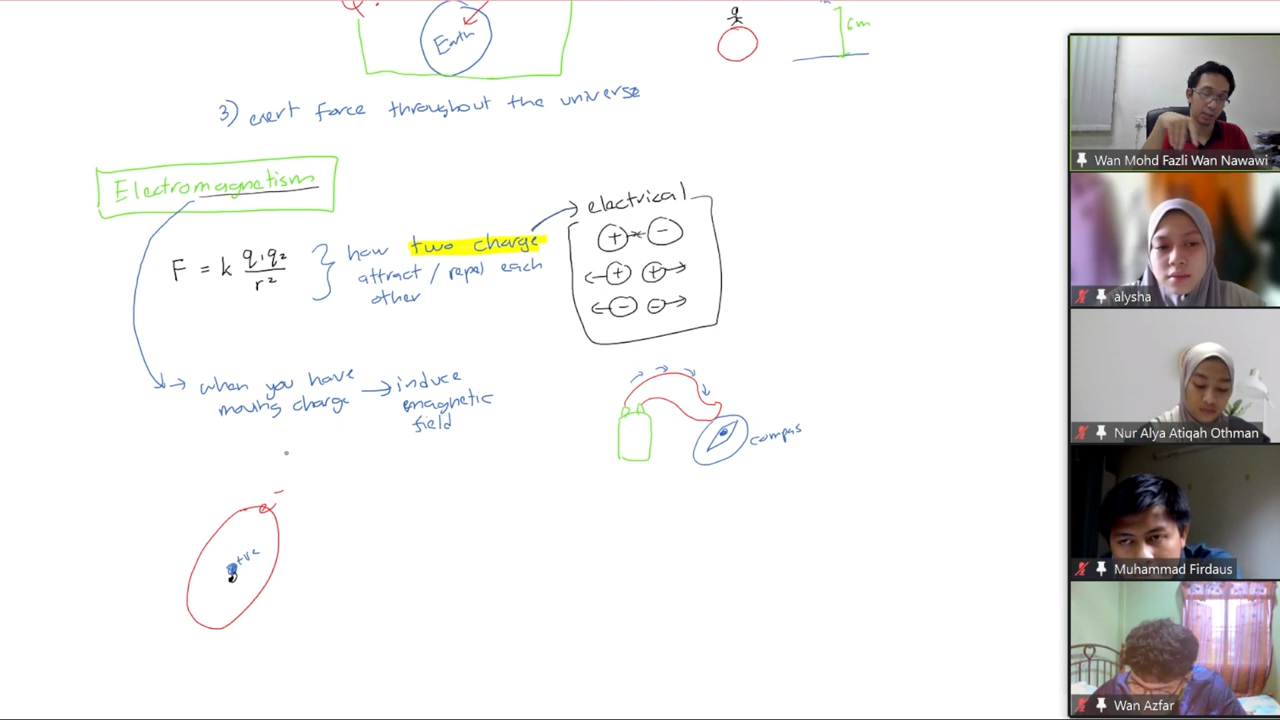 Earth
6m
3) exert force throughout the universe
Electromagnetism
F = k q1q2 / r2
how two charge
attract / repel each
other
electrical
+ -
+ +
- -
when you have
moving charge
induce
magnetic
field
compas
e-
+ve
Wan Mohd Fazli Wan Nawawi
alysha
Nur Alya Atiqah Othman
Muhammad Firdaus
Wan Azfar